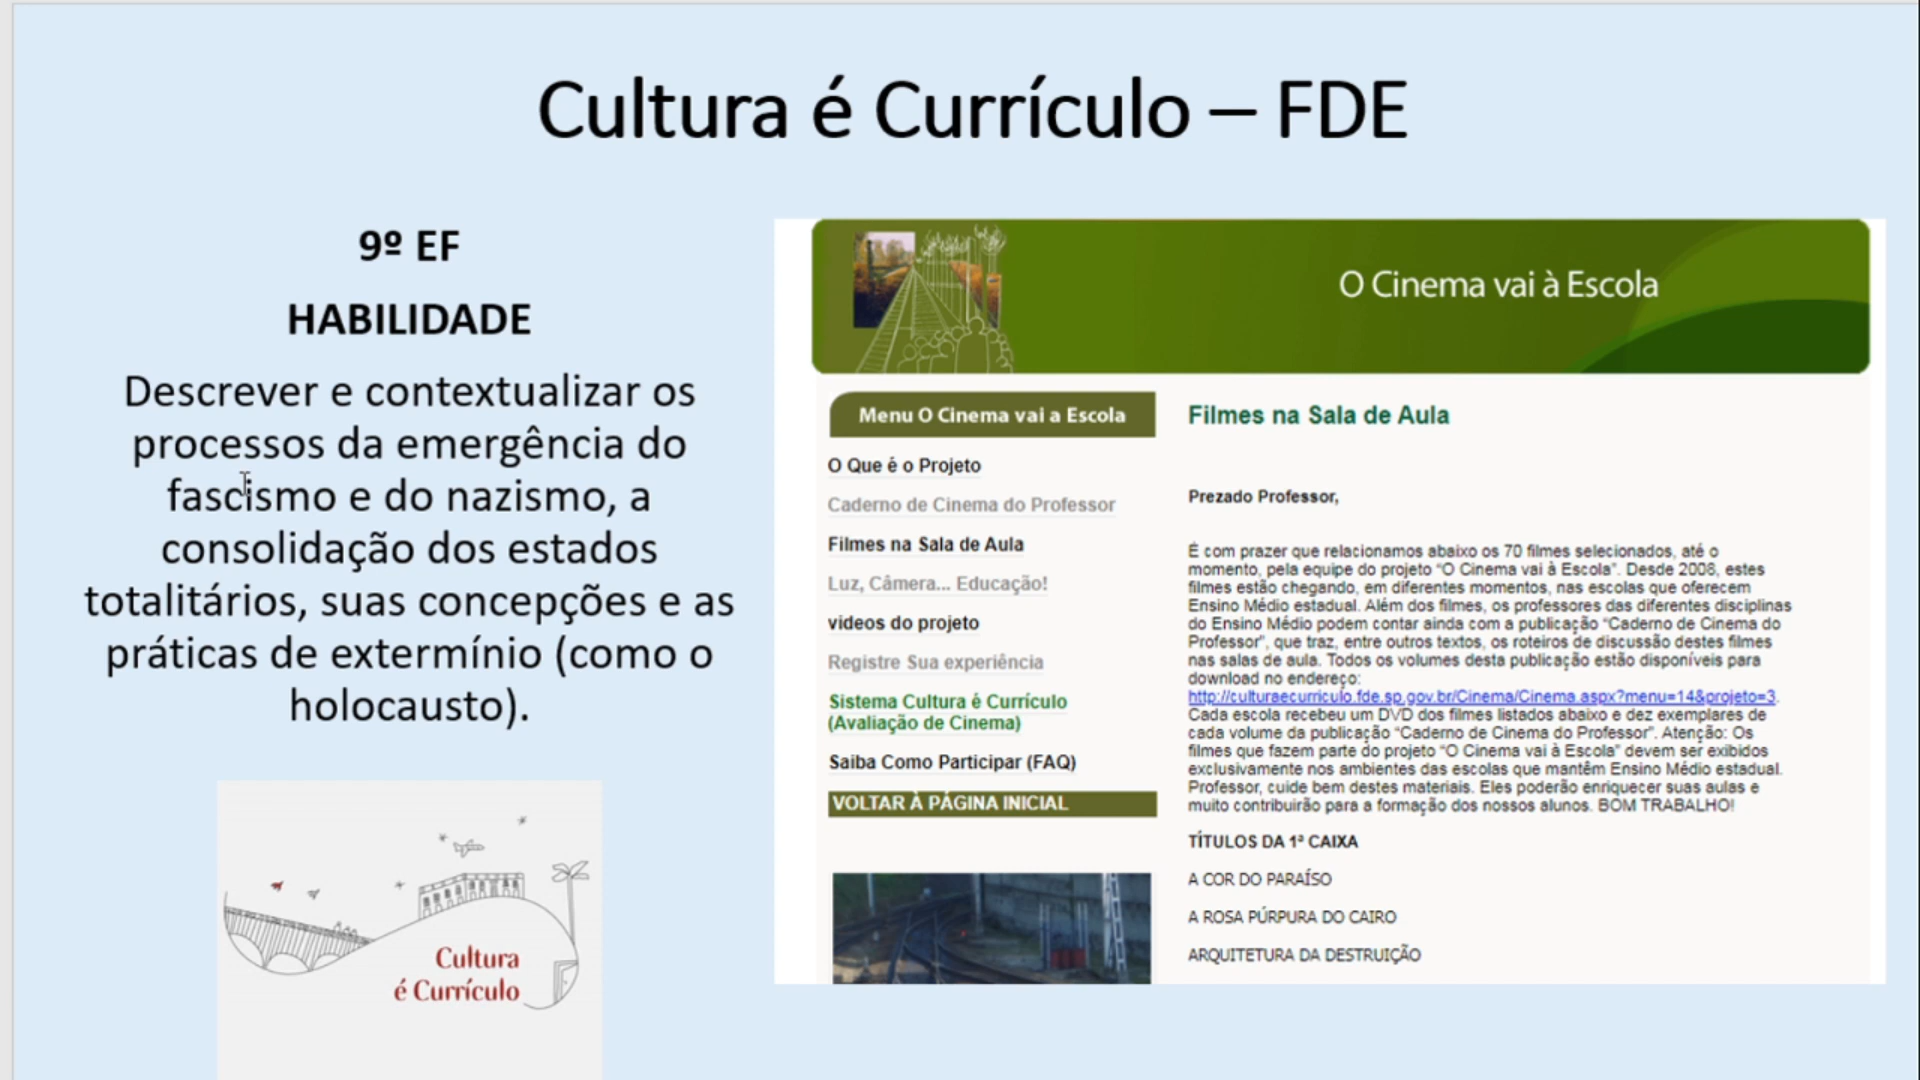 Cultura é Currículo – FDE
9º EF
HABILIDADE
Descrever e contextualizar os
processos da emergência do
fascismo e do nazismo, a
consolidação dos estados
totalitários, suas concepções e as
práticas de extermínio (como o
holocausto).
Cultura
é Currículo
O Cinema vai à Escola
Menu O Cinema vai a Escola
O Que é o Projeto
Caderno de Cinema do Professor
Filmes na Sala de Aula
Luz, Câmera... Educação!
videos do projeto
Registre Sua experiência
Sistema Cultura é Currículo
(Avaliação de Cinema)
Saiba Como Participar (FAQ)
VOLTAR À PÁGINA INICIAL
Filmes na Sala de Aula
Prezado Professor,
É com prazer que relacionamos abaixo os 70 filmes selecionados, até o
momento, pela equipe do projeto “O Cinema vai à Escola”. Desde 2008, estes
filmes estão chegando, em diferentes momentos, nas escolas que oferecem
Ensino Médio estadual. Além dos filmes, os professores das diferentes disciplinas
do Ensino Médio podem contar ainda com a publicação “Caderno de Cinema do
Professor”, que traz, entre outros textos, os roteiros de discussão destes filmes
nas salas de aula. Todos os volumes desta publicação estão disponíveis para
download no endereço:
http://culturaecurriculo.fde.sp.gov.br/Cinema/Cinema.aspx?menu=14&projeto=3.
Cada escola recebeu um DVD dos filmes listados abaixo e dez exemplares de
cada volume da publicação “Caderno de Cinema do Professor”. Atenção: Os
filmes que fazem parte do projeto “O Cinema vai à Escola” devem ser exibidos
exclusivamente nos ambientes das escolas que mantêm Ensino Médio estadual.
Professor, cuide bem destes materiais. Eles poderão enriquecer suas aulas e
muito contribuirão para a formação dos nossos alunos. BOM TRABALHO!
TÍTULOS DA 1ª CAIXA
A COR DO PARAÍSO
A ROSA PÚRPURA DO CAIRO
ARQUITETURA DA DESTRUIÇÃO